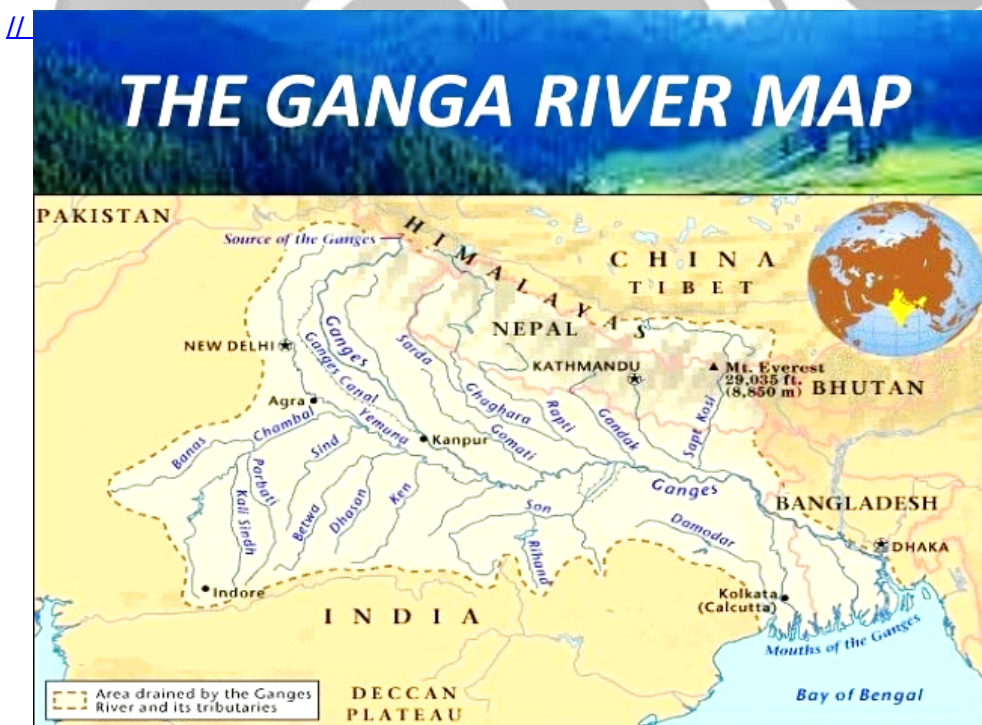 //
THE GANGA RIVER MAP
PAKISTAN
Source of the Ganges
HIMALAYAS
CHINA
TIBET
NEPAL
NEW DELHI
Ganges
Ganges Canal
Sarda
KATHMANDU
Mt. Everest
29,035 ft.
(8,850 m)
BHUTAN
Agra
Ghaghara
Rapti
Gandak
Sapt Kosi
Banas
Chambal
Sind
Yemuna
Kanpur
Gomati
Parbati
Kali Sindh
Betwa
Dhasan
Ken
Son
Rihand
Ganges
Damodar
BANGLADESH
DHAKA
Indore
INDIA
Kolkata
(Calcutta)
Mouths of the Ganges
Area drained by the Ganges
River and its tributaries
DECCAN
PLATEAU
Bay of Bengal